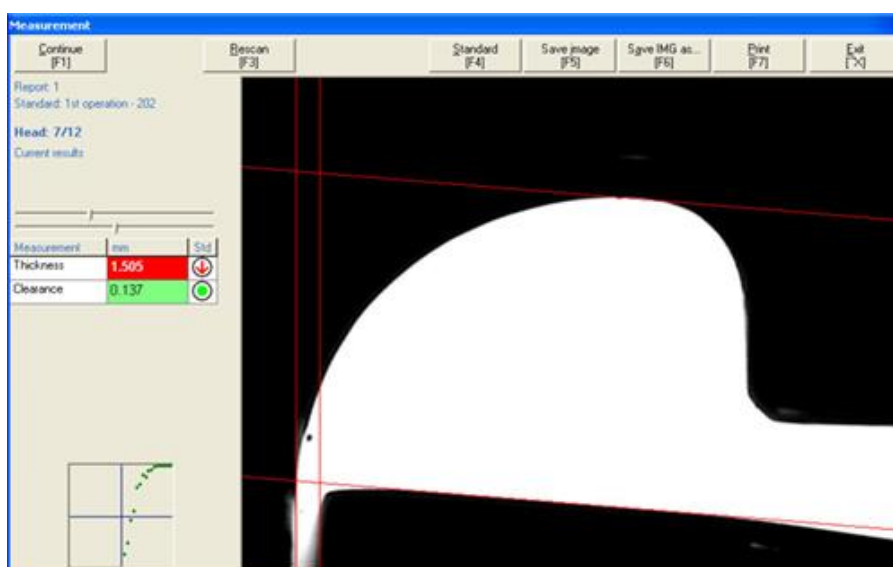 Measurement
Continue
[F1]
Rescan
[F3]
Standard
[F4]
Save image
[F5]
Save IMG as...
[F6]
Print
[F7]
Exit
[^X]
Report: 1
Standard: 1st operation - 202
Head: 7/12
Current results
Measurement mm Std
Thickness 1.505
Clearance 0.137